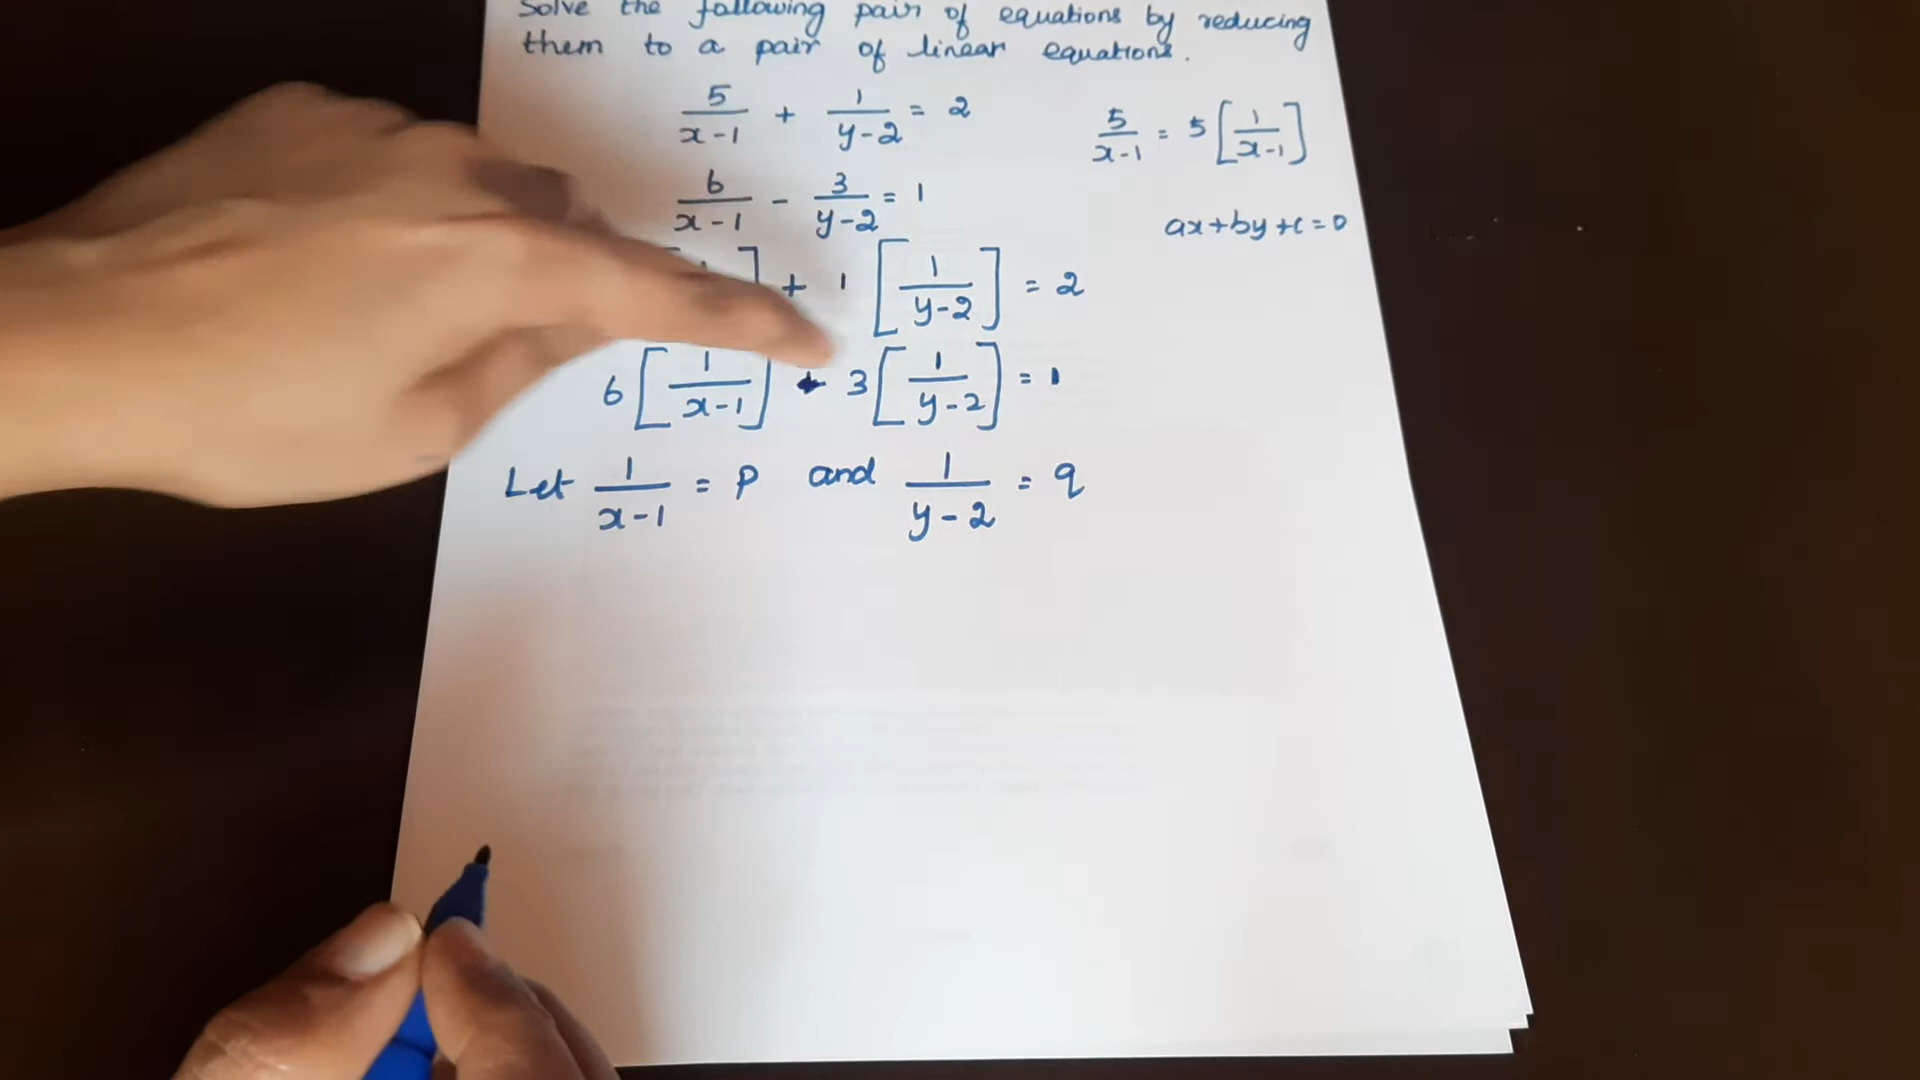 Solve the following pair of equations by reducing
them to a pair of linear equations.
5/(x-1) + 1/(y-2) = 2
5/(x-1) = 5[1/(x-1)]
6/(x-1) - 3/(y-2) = 1
ax+by+c=0
+ 1 [1/(y-2)] = 2
6[1/(x-1)] - 3[1/(y-2)] = 1
Let 1/(x-1) = p and 1/(y-2) = q